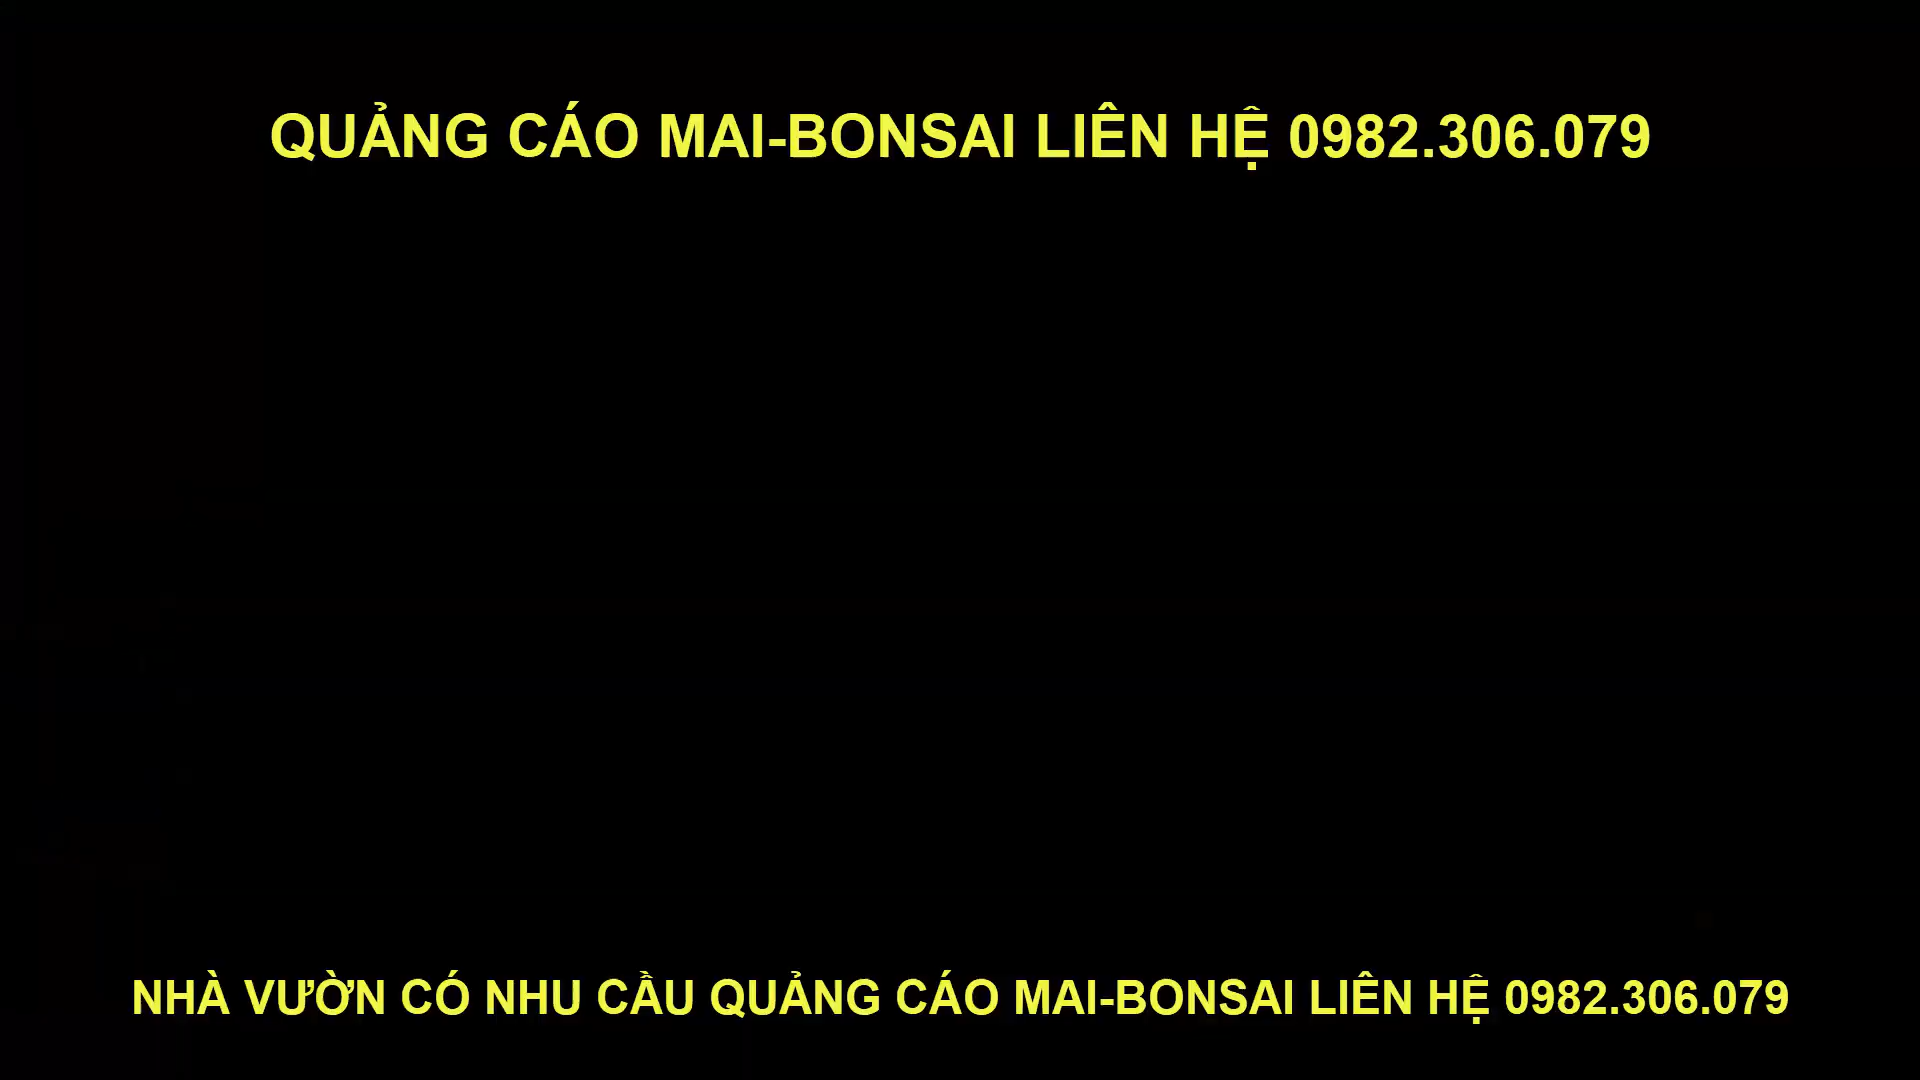 QUẢNG CÁO MAI-BONSAI LIÊN HỆ 0982.306.079
NHÀ VƯỜN CÓ NHU CẦU QUẢNG CÁO MAI-BONSAI LIÊN HỆ 0982.306.079